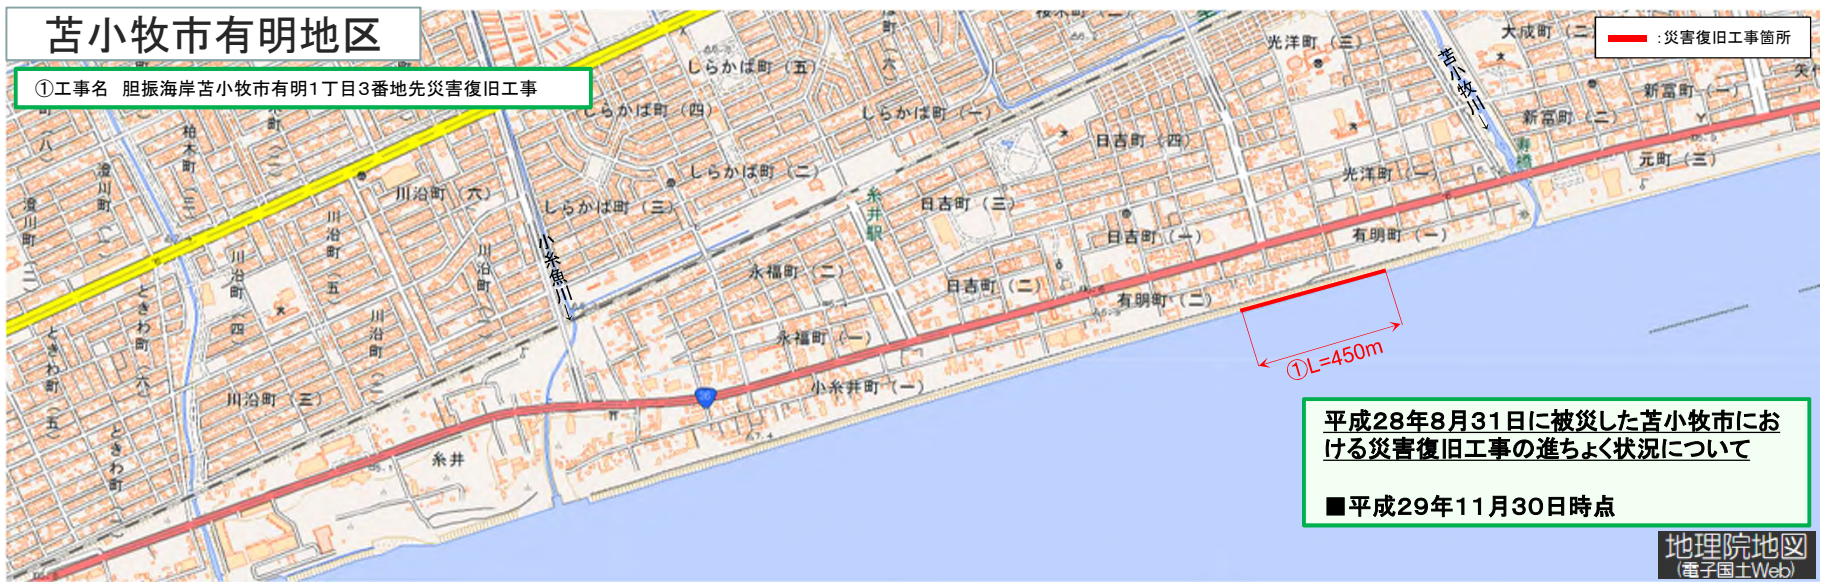 苫小牧市有明地区
①工事名　胆振海岸苫小牧市有明1丁目3番地先災害復旧工事
:災害復旧工事箇所
しらかば町（五）
光洋町（三）
大成町（二）
苫小牧川→
新富町（一）
新富町（二）
しらかば町（四）
しらかば町（一）
日吉町（四）
元町（三）
柏木町（三）
澄川町
川沿町（六）
しらかば町（二）
しらかば町（三）
光洋町（一）
糸井駅
日吉町（三）
日吉町（一）
有明町（一）
川沿町（五）
川沿町（四）
小糸魚川→
永福町（二）
日吉町（二）
有明町（二）
永福町（一）
小糸井町（一）
ときわ町（六）
ときわ町（五）
川沿町（三）
ときわ町
糸井
36
①L=450m
平成28年8月31日に被災した苫小牧市にお
ける災害復旧工事の進ちょく状況について
■平成29年11月30日時点
地理院地図
(電子国土Web)